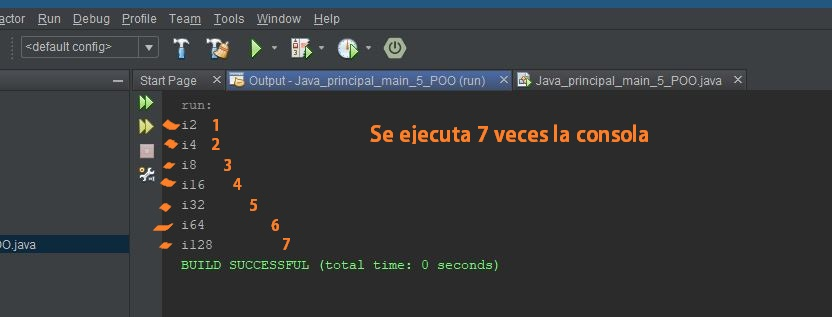 actor Run Debug Profile Team Tools Window Help
<default config>
Start Page Output - Java_principal_main_5_POO (run) Java_principal_main_5_POO.java
run:
i2 1
i4 2
i8 3
i16 4
i32 5
i64 6
i128 7
Se ejecuta 7 veces la consola
OO.java
BUILD SUCCESSFUL (total time: 0 seconds)